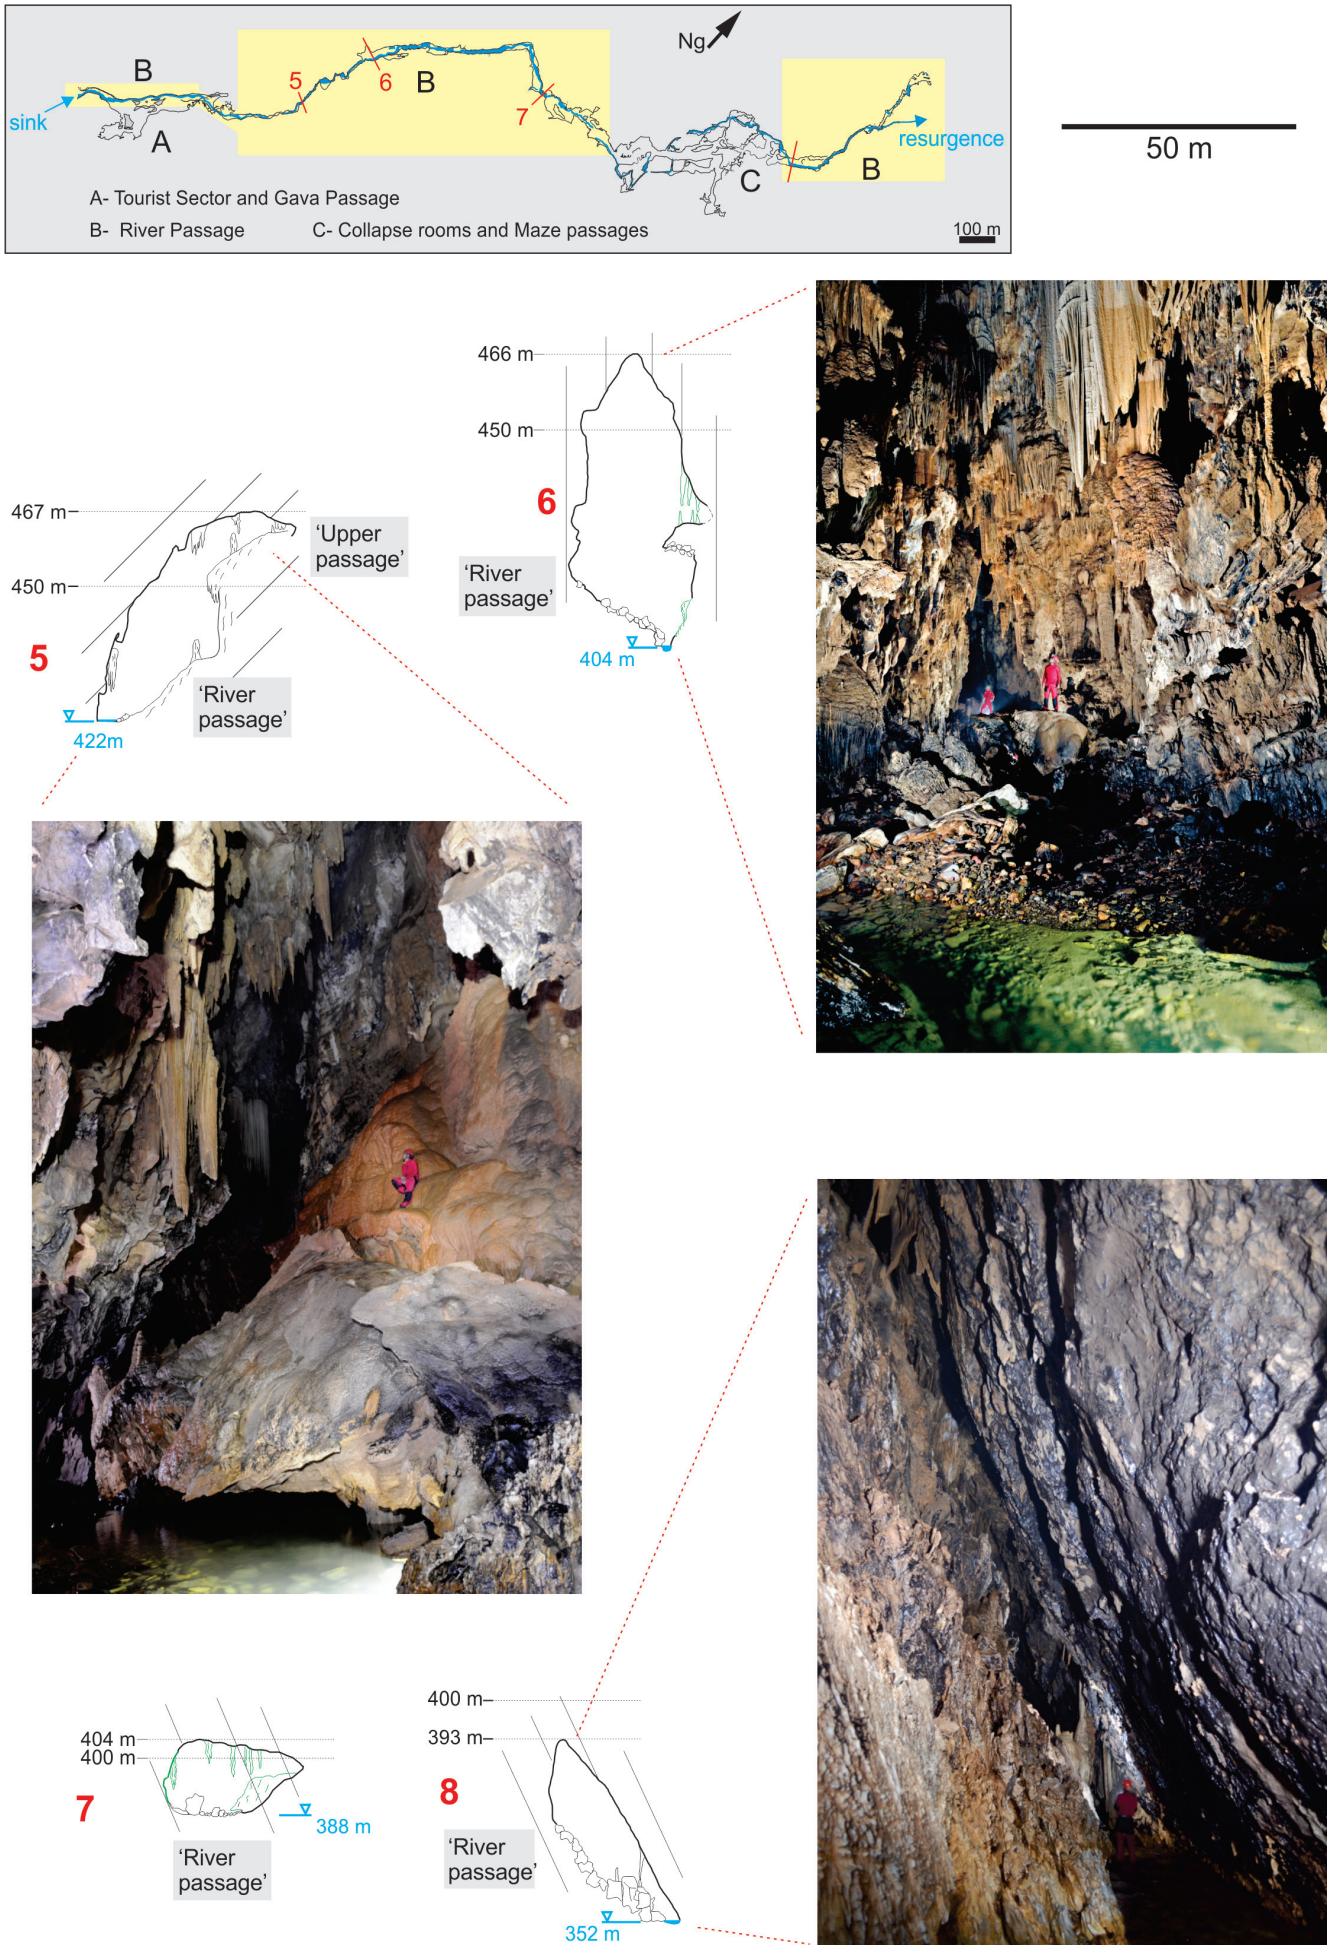 Ng
B
5
6
B
7
sink
A
resurgence
C
B
50 m
A- Tourist Sector and Gava Passage
B- River Passage
C- Collapse rooms and Maze passages
100 m
466 m
450 m
6
'River
passage'
404 m
467 m
'Upper
passage'
450 m
5
'River
passage'
422m
404 m
400 m
7
388 m
'River
passage'
400 m
393 m
8
'River
passage'
352 m